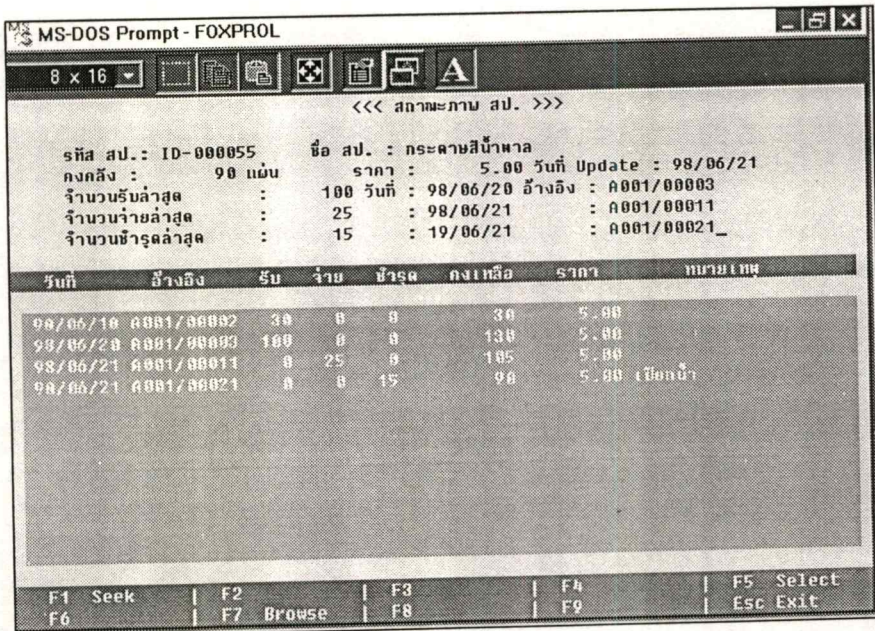 MS-DOS Prompt - FOXPROL
8 x 16
<<< สถานะภาพ สป. >>>
รหัส สป.: ID-000055 ชื่อ สป. : กระดาษสีน้ำตาล
คงคลัง : 90 แผ่น ราคา : 5.00 วันที่ Update : 98/06/21
จำนวนรับล่าสุด : 100 วันที่ : 98/06/20 อ้างอิง : A001/00003
จำนวนจ่ายล่าสุด : 25 : 98/06/21 : A001/00011
จำนวนชำรุดล่าสุด : 15 : 19/06/21 : A001/00021_
วันที่ อ้างอิง รับ จ่าย ชำรุด คงเหลือ ราคา หมายเหตุ
98/06/10 A001/00002 30 0 0 30 5.00
98/06/20 A001/00003 100 0 0 130 5.00
98/06/21 A001/00011 0 25 0 105 5.00
98/06/21 A001/00021 0 0 15 90 5.00 เปียกน้ำ
F1 Seek | F2 | F3 | F4 | F5 Select
F6 | F7 Browse | F8 | F9 | Esc Exit